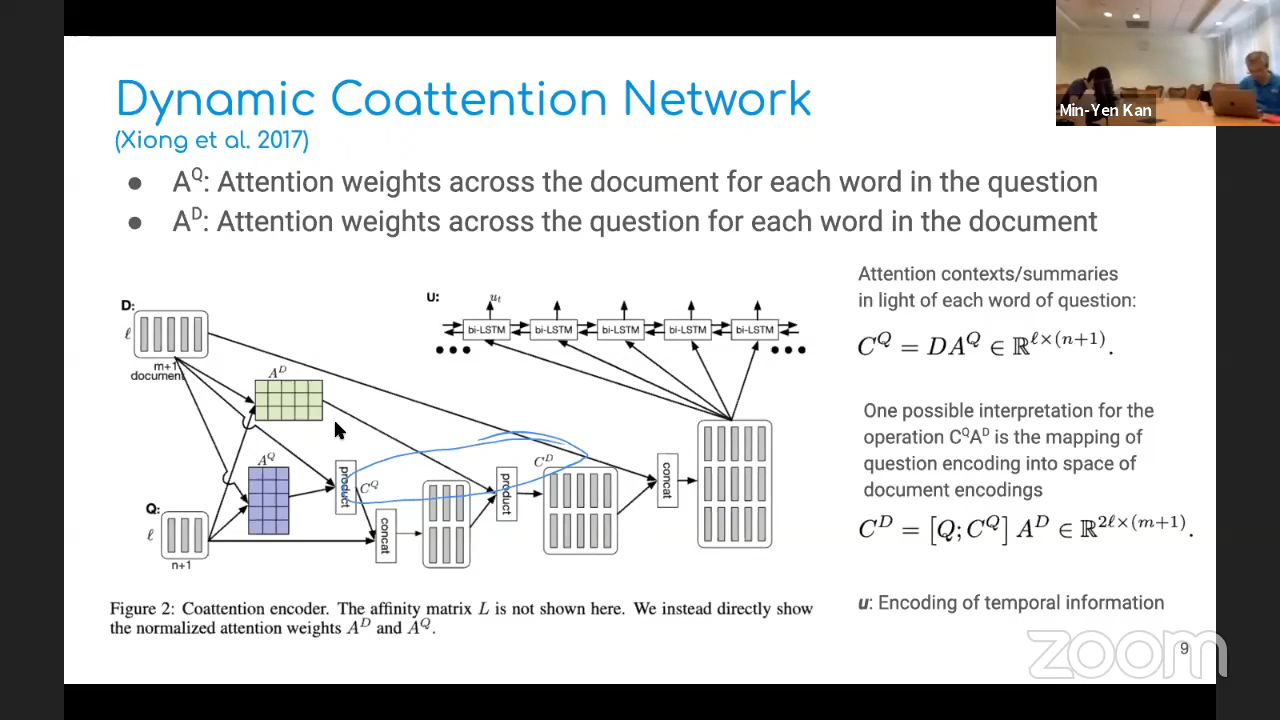 Dynamic Coattention Network
(Xiong et al. 2017)
Min-Yen Kan
● A^Q: Attention weights across the document for each word in the question
● A^D: Attention weights across the question for each word in the document
D:
ℓ
m+1
document
A^D
A^Q
Q:
ℓ
n+1
product
C^Q
concat
product
C^D
concat
U:
u_t
bi-LSTM
bi-LSTM
bi-LSTM
bi-LSTM
bi-LSTM
Figure 2: Coattention encoder. The affinity matrix L is not shown here. We instead directly show
the normalized attention weights A^D and A^Q.
Attention contexts/summaries
in light of each word of question:
C^Q = DA^Q ∈ ℝ^{ℓ×(n+1)}.
One possible interpretation for the
operation C^QA^D is the mapping of
question encoding into space of
document encodings
C^D = [Q; C^Q] A^D ∈ ℝ^{2ℓ×(m+1)}.
u: Encoding of temporal information
9
zoom